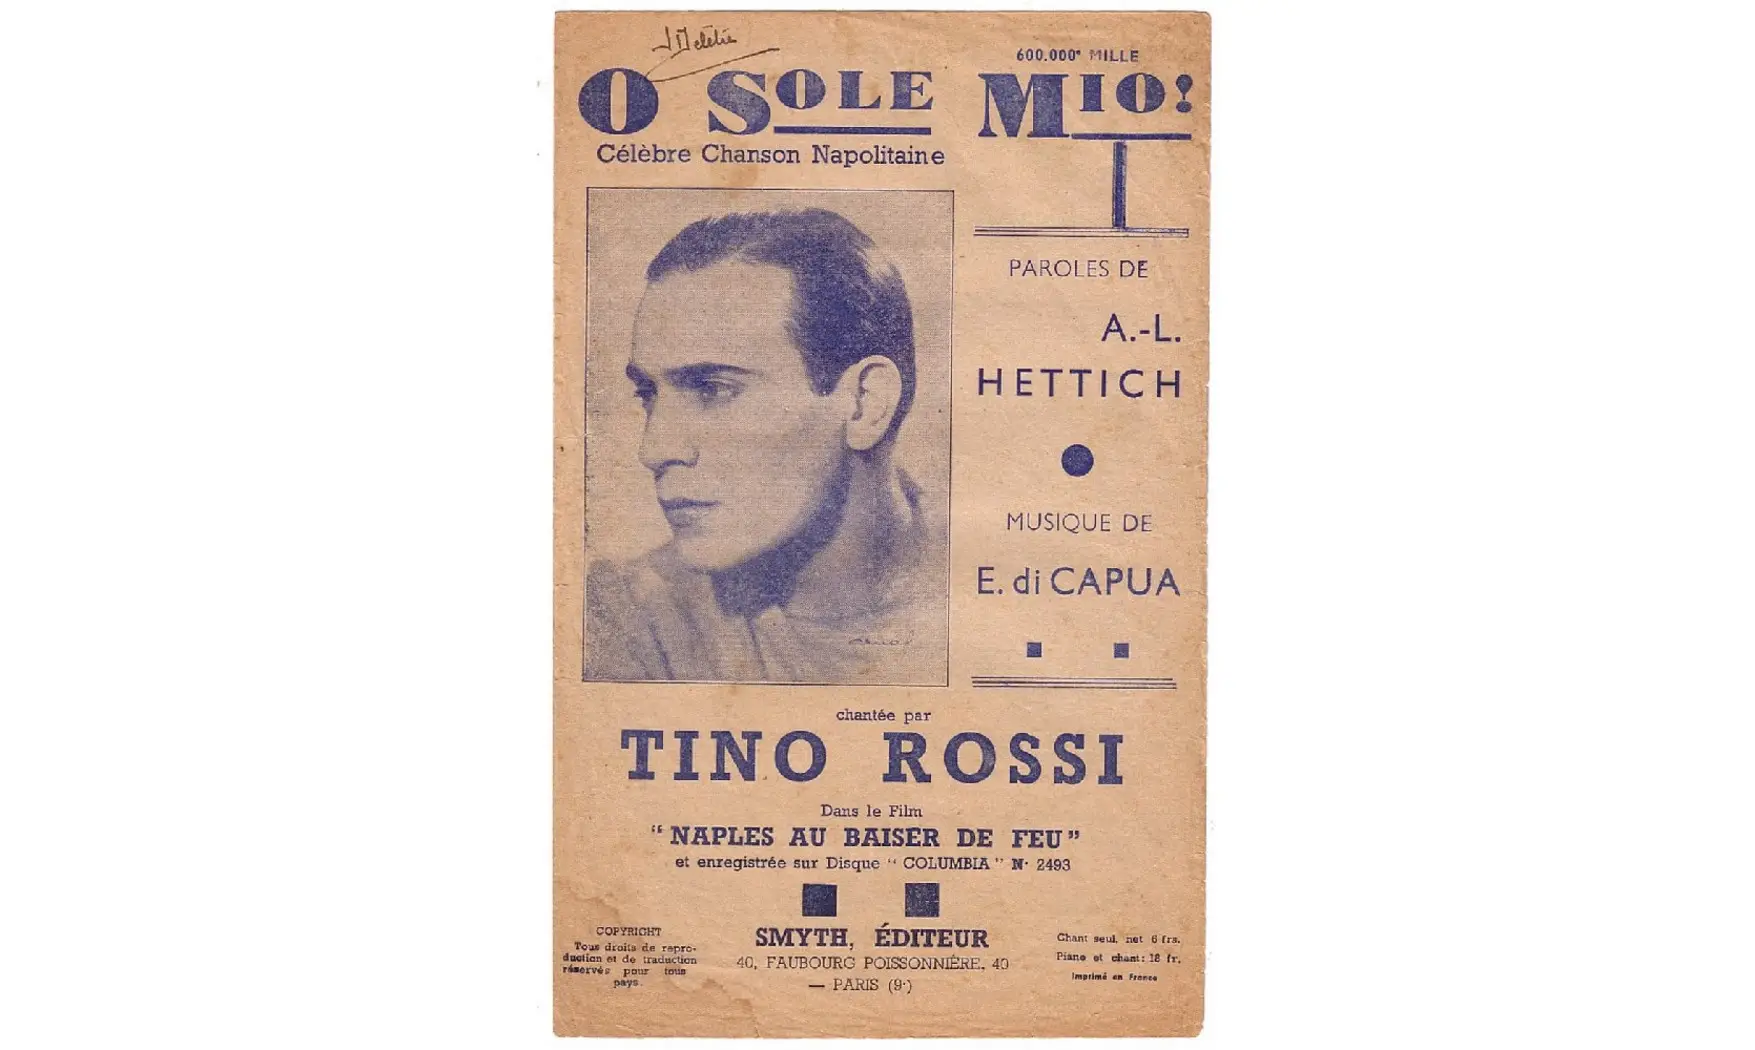 600.000ᵉ MILLE
O SOLE MIO!
Célèbre Chanson Napolitaine
PAROLES DE
A.-L.
HETTICH
MUSIQUE DE
E. di CAPUA
chantée par
TINO ROSSI
Dans le Film
“ NAPLES AU BAISER DE FEU ”
et enregistrée sur Disque “ COLUMBIA ” N· 2493
COPYRIGHT
Tous droits de repro-
duction et de traduction
réservés pour tous
pays.
SMYTH, ÉDITEUR
40, FAUBOURG POISSONNIÈRE, 40
— PARIS (9ᵉ)
Chant seul, net 6 frs.
Piano et chant: 18 fr.
Imprimé en France